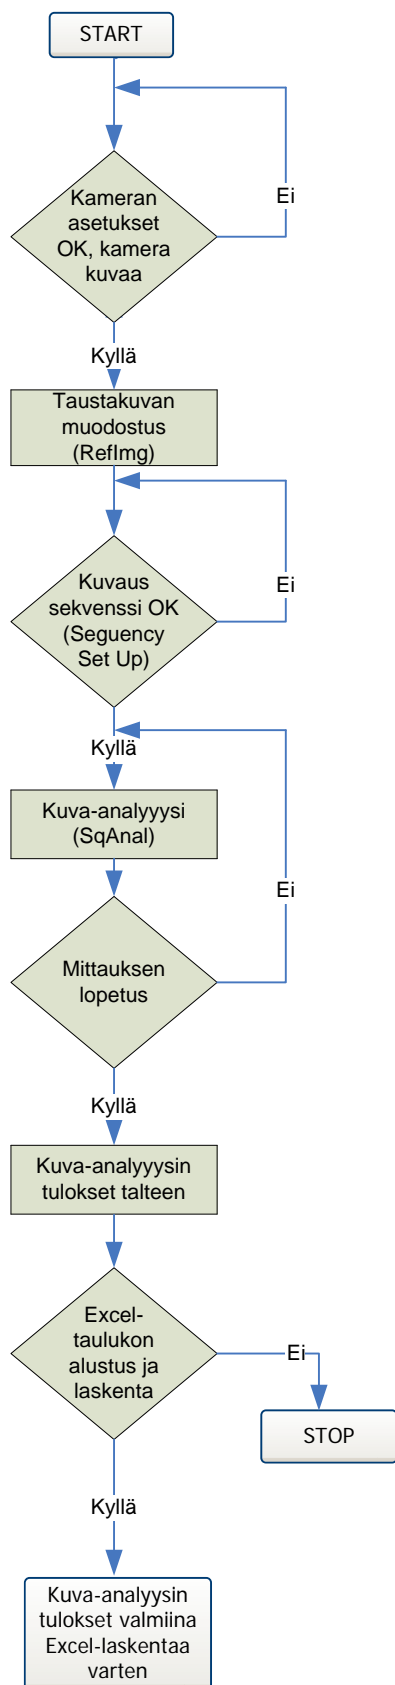 START
Ei
Kameran
asetukset
OK, kamera
kuvaa
Kyllä
Taustakuvan
muodostus
(RefImg)
Ei
Kuvaus
sekvenssi OK
(Seguency
Set Up)
Kyllä
Kuva-analyyysi
(SqAnal)
Ei
Mittauksen
lopetus
Kyllä
Kuva-analyyysin
tulokset talteen
Excel-
taulukon
alustus ja
laskenta
Ei
STOP
Kyllä
Kuva-analyysin
tulokset valmiina
Excel-laskentaa
varten